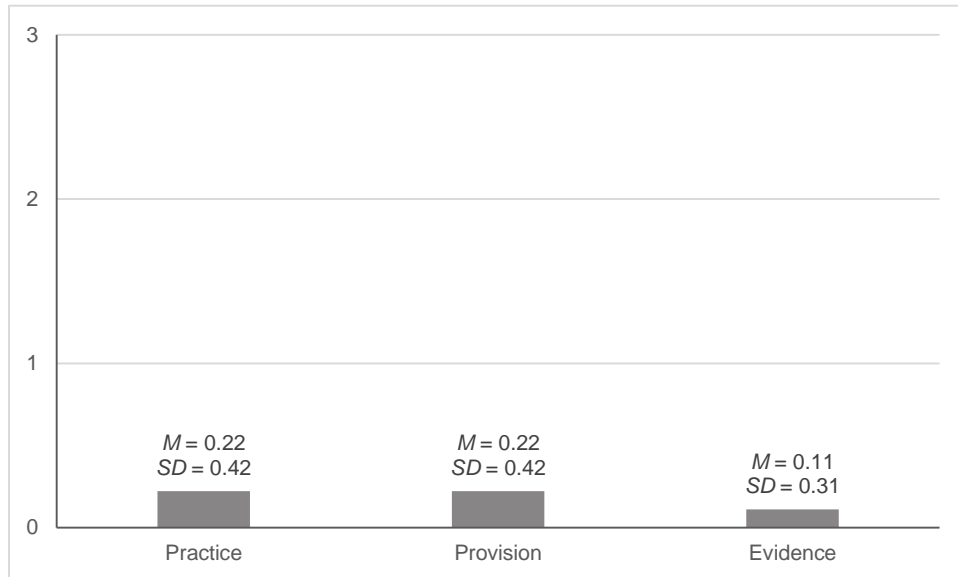 3
2
1
0
M = 0.22
SD = 0.42
M = 0.22
SD = 0.42
M = 0.11
SD = 0.31
Practice
Provision
Evidence